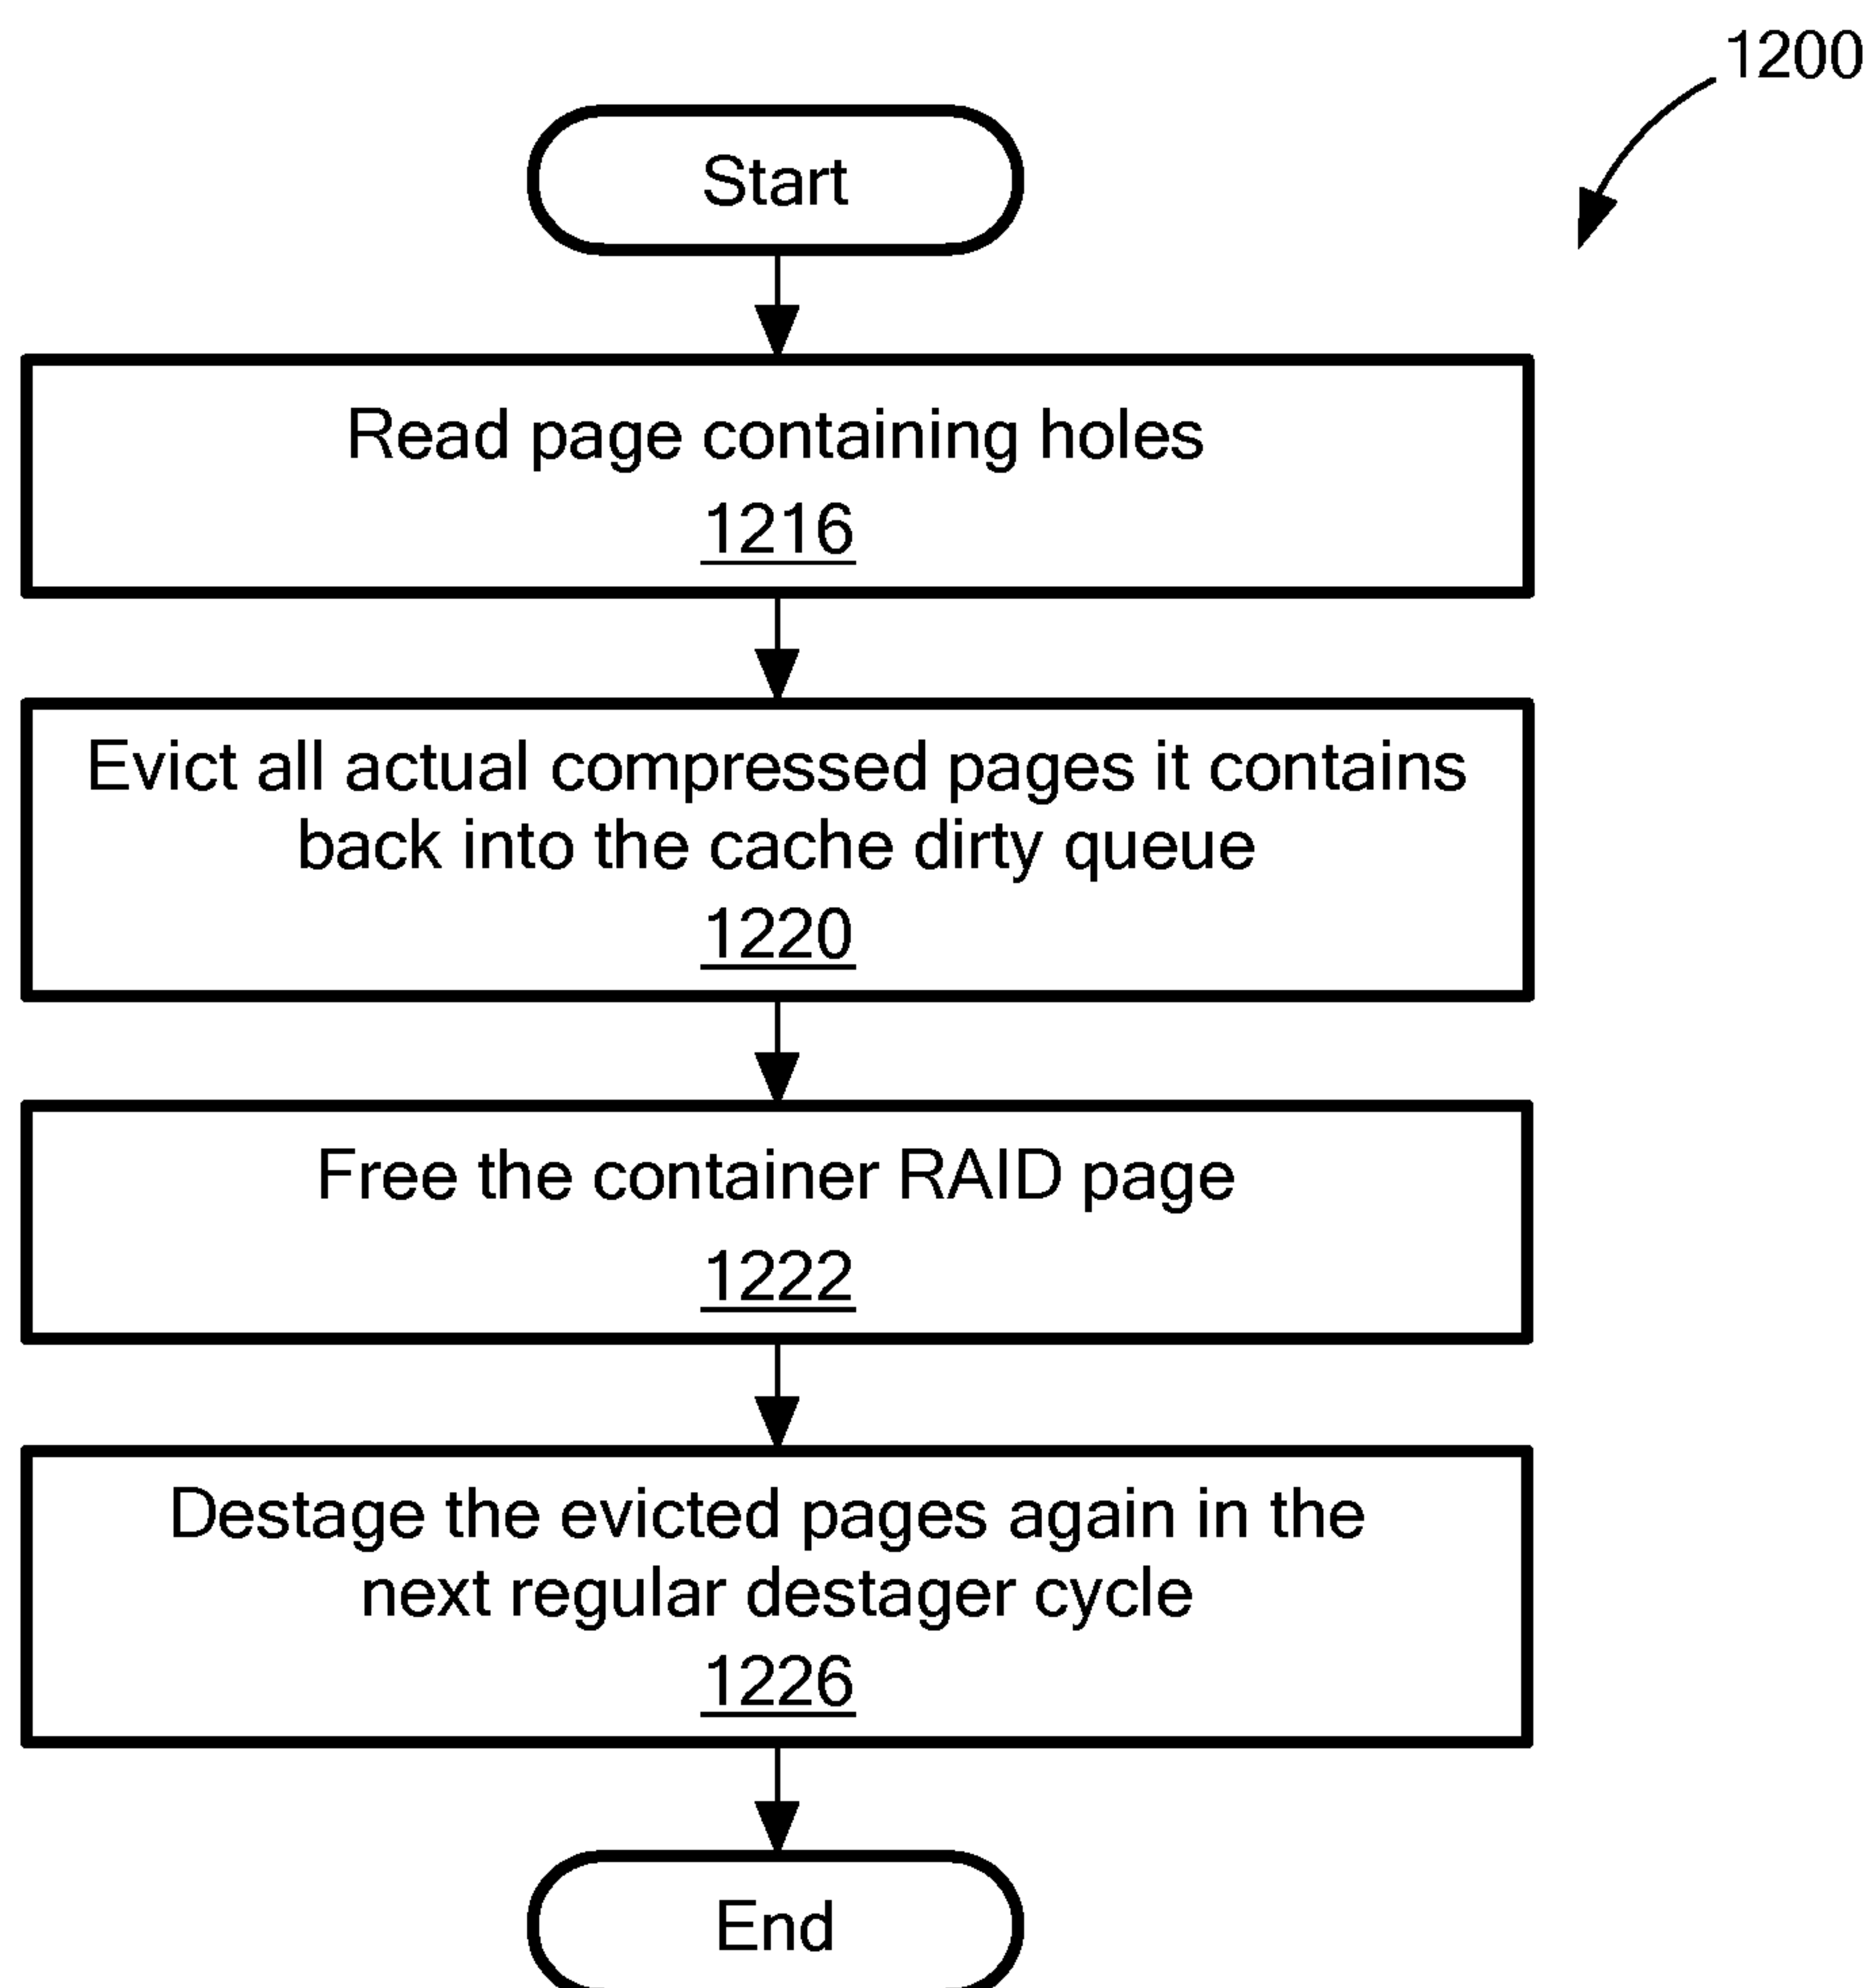 1200
Start
Read page containing holes
1216
Evict all actual compressed pages it contains
back into the cache dirty queue
1220
Free the container RAID page
1222
Destage the evicted pages again in the
next regular destager cycle
1226
End